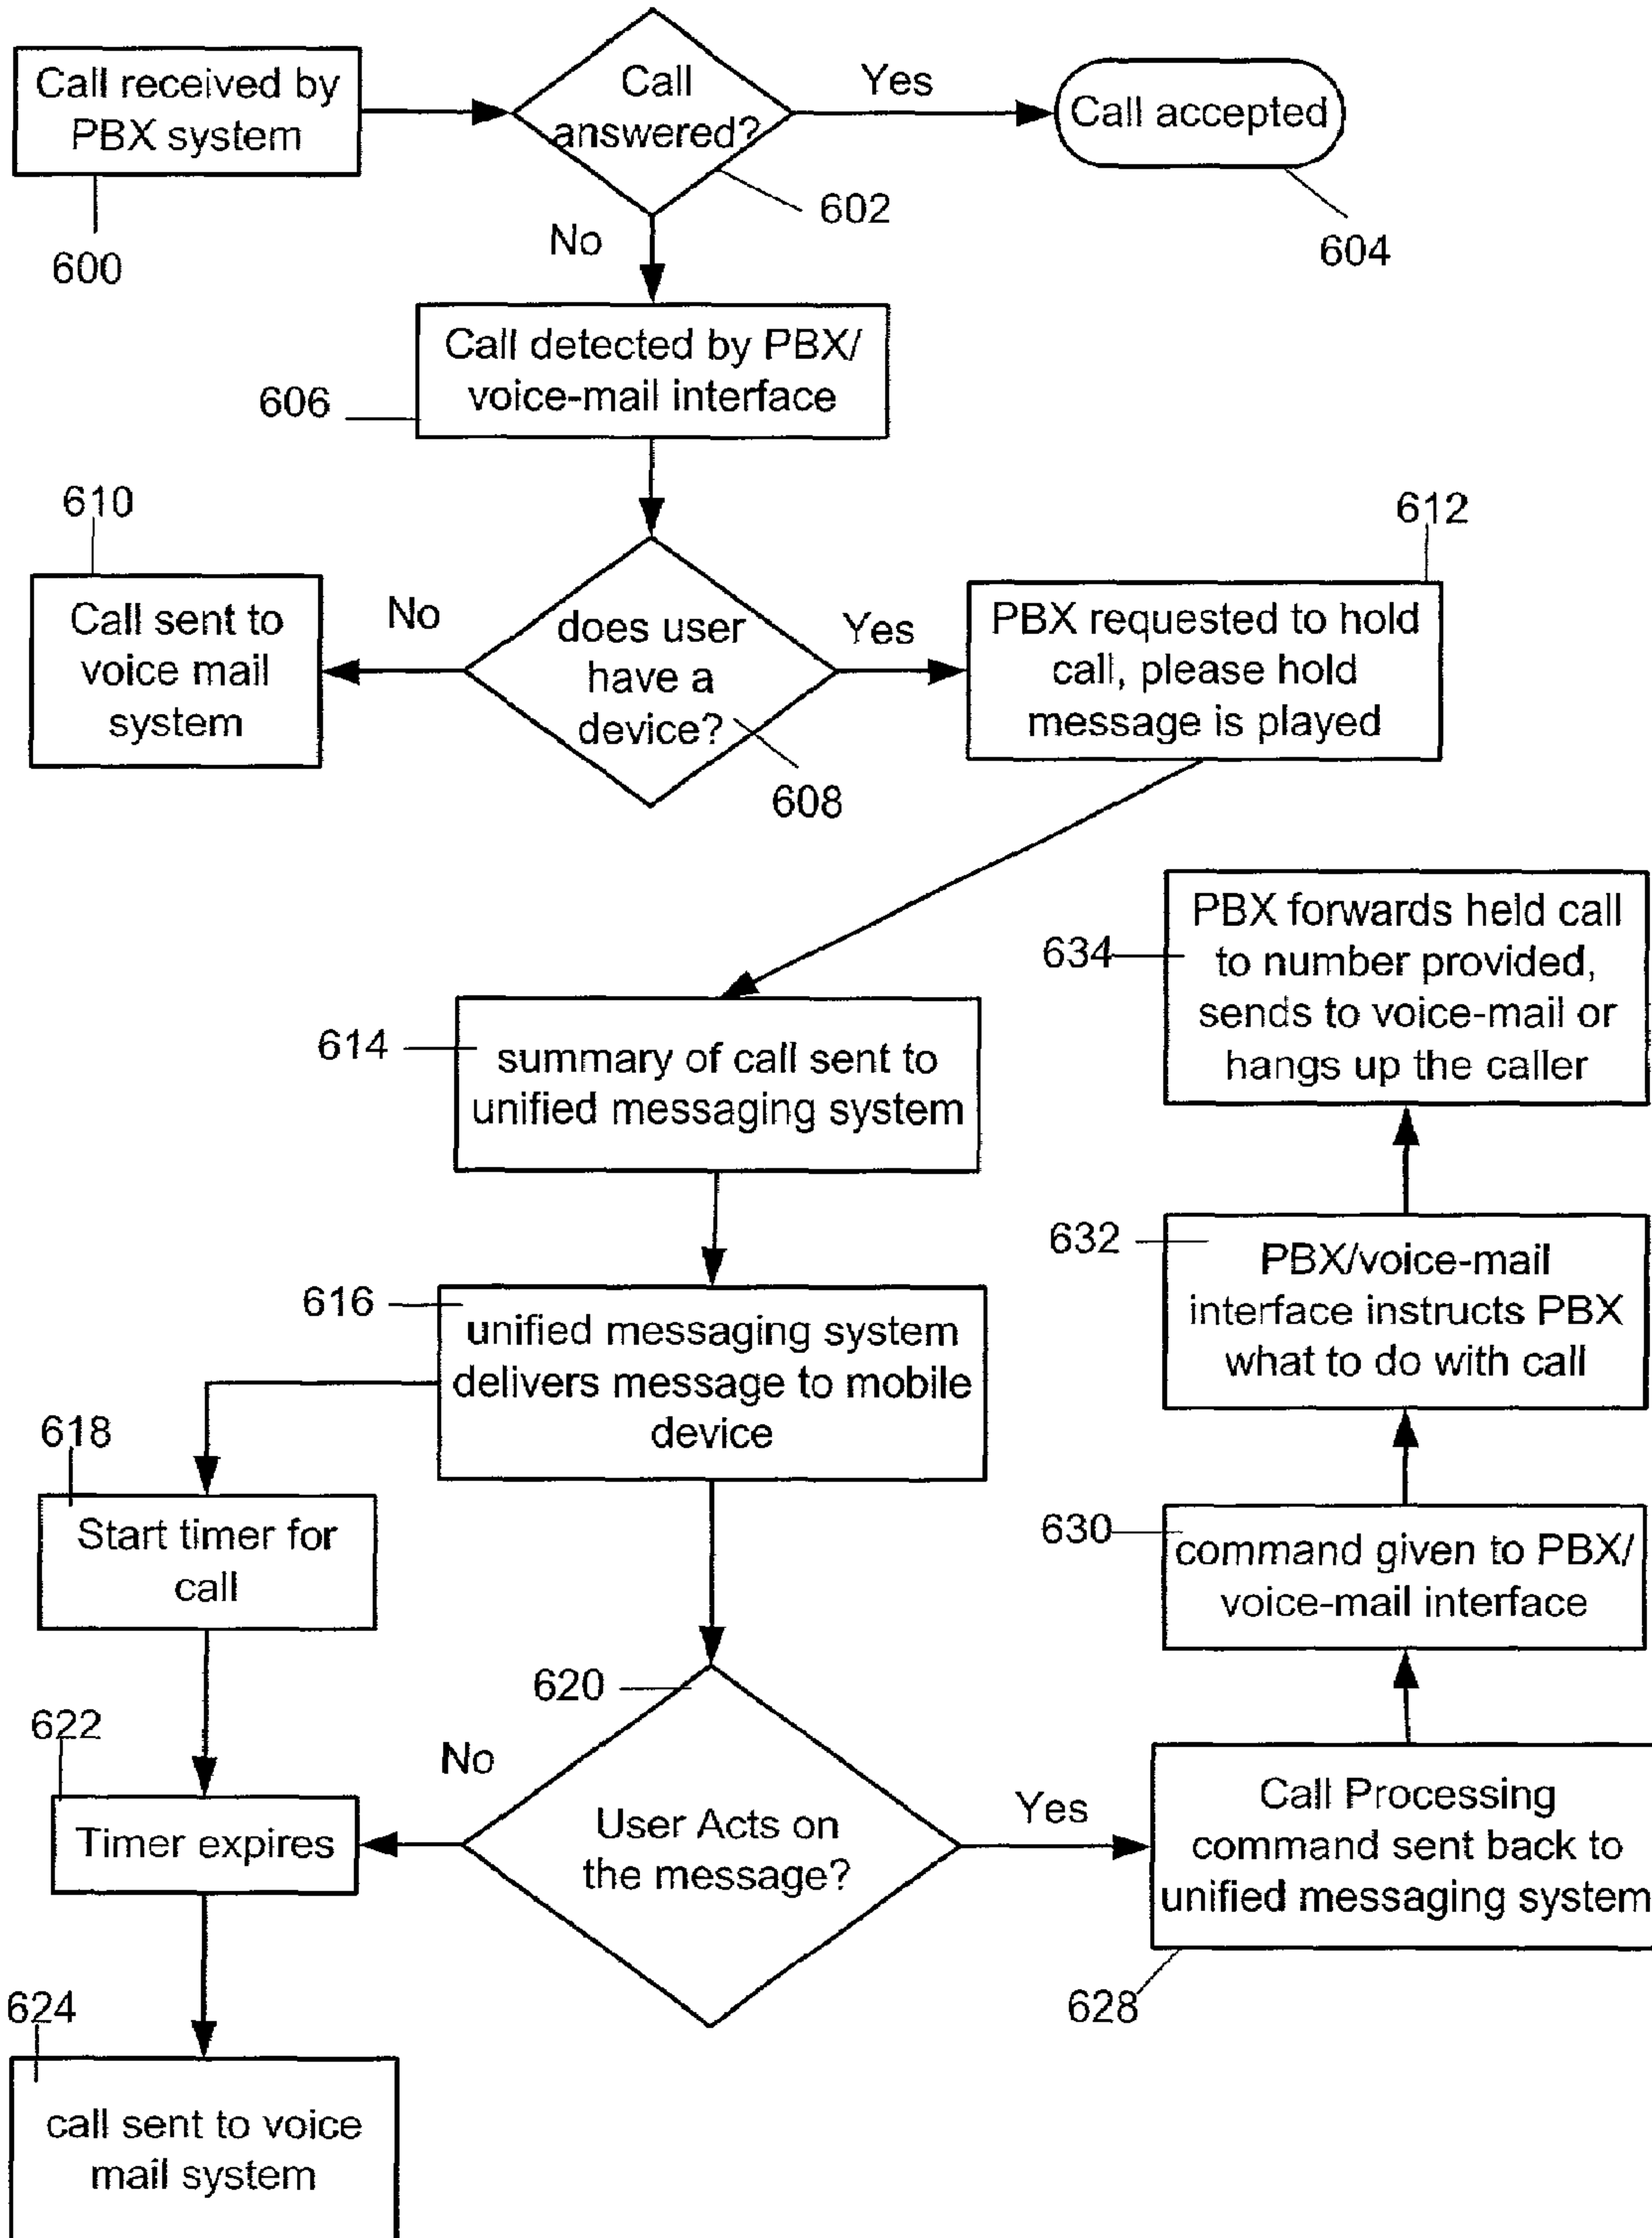 Call received by
PBX system
600
Call
answered?
602
Yes
Call accepted
604
No
Call detected by PBX/
voice-mail interface
606
610
Call sent to
voice mail
system
No
does user
have a
device?
608
Yes
612
PBX requested to hold
call, please hold
message is played
614
summary of call sent to
unified messaging system
616
unified messaging system
delivers message to mobile
device
618
Start timer for
call
620
User Acts on
the message?
No
622
Timer expires
624
call sent to voice
mail system
Yes
Call Processing
command sent back to
unified messaging system
628
630
command given to PBX/
voice-mail interface
632
PBX/voice-mail
interface instructs PBX
what to do with call
634
PBX forwards held call
to number provided,
sends to voice-mail or
hangs up the caller